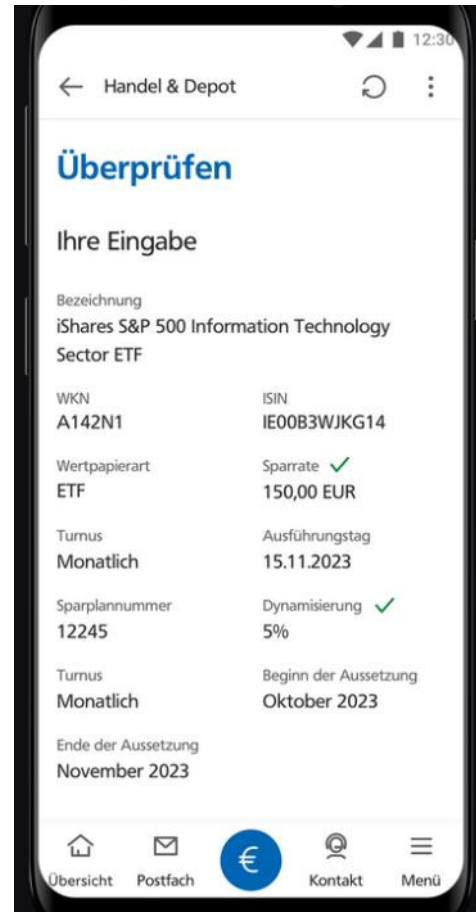 12:30
Handel & Depot
Überprüfen
Ihre Eingabe
Bezeichnung
iShares S&P 500 Information Technology
Sector ETF
WKN
A142N1
ISIN
IE00B3WJKG14
Wertpapierart
ETF
Sparrate
150,00 EUR
Turnus
Monatlich
Ausführungstag
15.11.2023
Sparplannummer
12245
Dynamisierung
5%
Turnus
Monatlich
Beginn der Aussetzung
Oktober 2023
Ende der Aussetzung
November 2023
Übersicht
Postfach
€
Kontakt
Menü